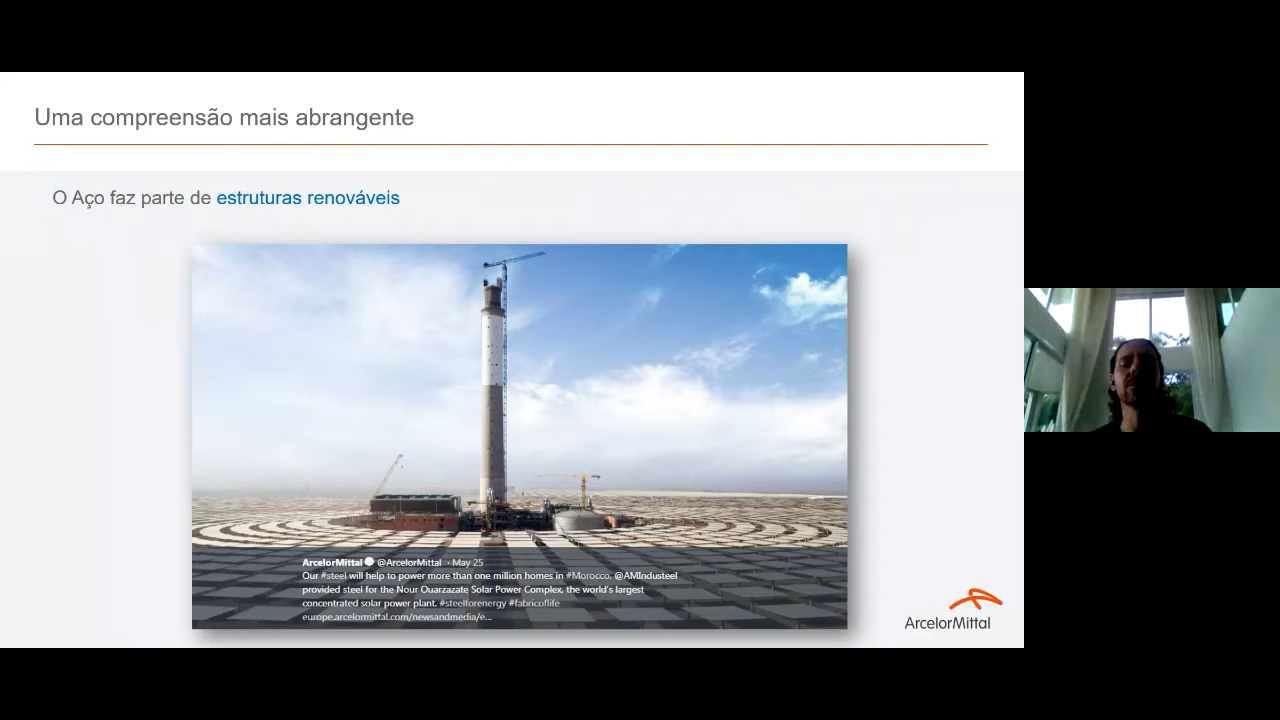 Uma compreensão mais abrangente
O Aço faz parte de estruturas renováveis
ArcelorMittal @ArcelorMittal · May 25
Our #steel will help to power more than one million homes in #Morocco. @AMIndusteel
provided steel for the Nour Ouarzazate Solar Power Complex, the world's largest
concentrated solar power plant. #steelforenergy #fabricoflife
europe.arcelormittal.com/newsandmedia/e...
ArcelorMittal